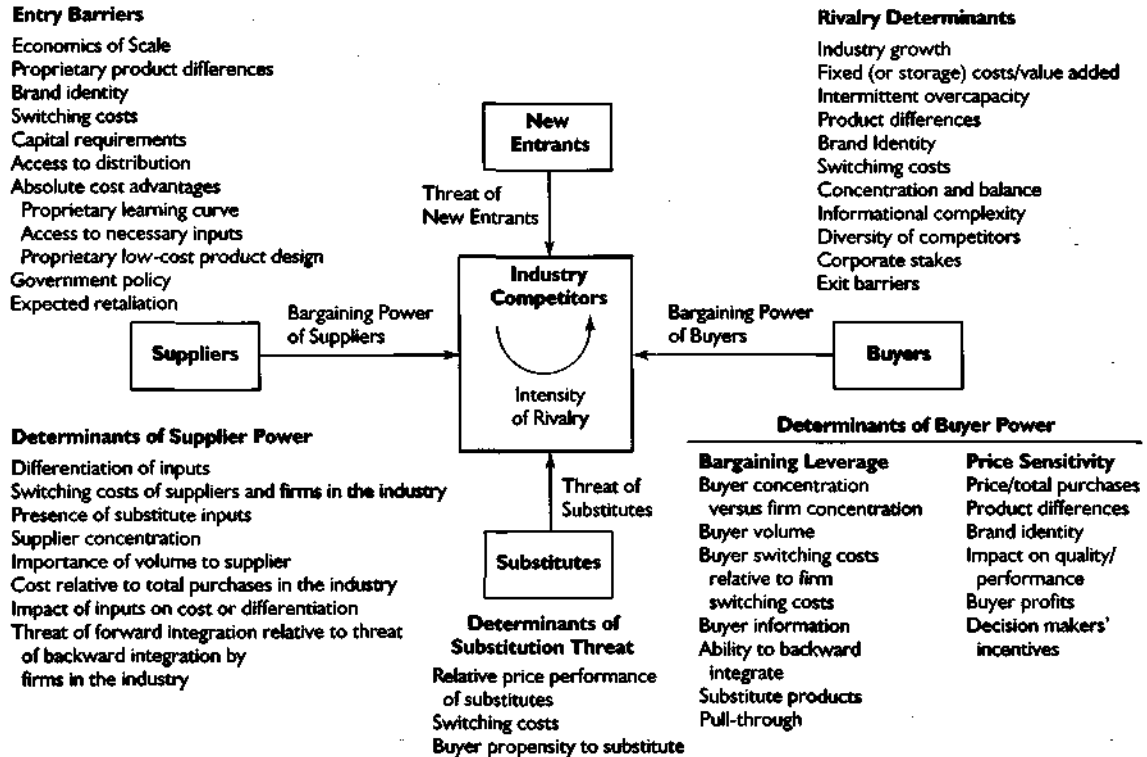 Entry Barriers
Economics of Scale
Proprietary product differences
Brand identity
Switching costs
Capital requirements
Access to distribution
Absolute cost advantages
Proprietary learning curve
Access to necessary inputs
Proprietary low-cost product design
Government policy
Expected retaliation
Rivalry Determinants
Industry growth
Fixed (or storage) costs/value added
Intermittent overcapacity
Product differences
Brand Identity
Switchimg costs
Concentration and balance
Informational complexity
Diversity of competitors
Corporate stakes
Exit barriers
New
Entrants
Threat of
New Entrants
Industry
Competitors
Intensity
of Rivalry
Suppliers
Bargaining Power
of Suppliers
Bargaining Power
of Buyers
Buyers
Threat of
Substitutes
Substitutes
Determinants of Supplier Power
Differentiation of inputs
Switching costs of suppliers and firms in the industry
Presence of substitute inputs
Supplier concentration
Importance of volume to supplier
Cost relative to total purchases in the industry
Impact of inputs on cost or differentiation
Threat of forward integration relative to threat
of backward integration by
firms in the industry
Determinants of
Substitution Threat
Relative price performance
of substitutes
Switching costs
Buyer propensity to substitute
Determinants of Buyer Power
Bargaining Leverage
Buyer concentration
versus firm concentration
Buyer volume
Buyer switching costs
relative to firm
switching costs
Buyer information
Ability to backward
integrate
Substitute products
Pull-through
Price Sensitivity
Price/total purchases
Product differences
Brand identity
Impact on quality/
performance
Buyer profits
Decision makers'
incentives